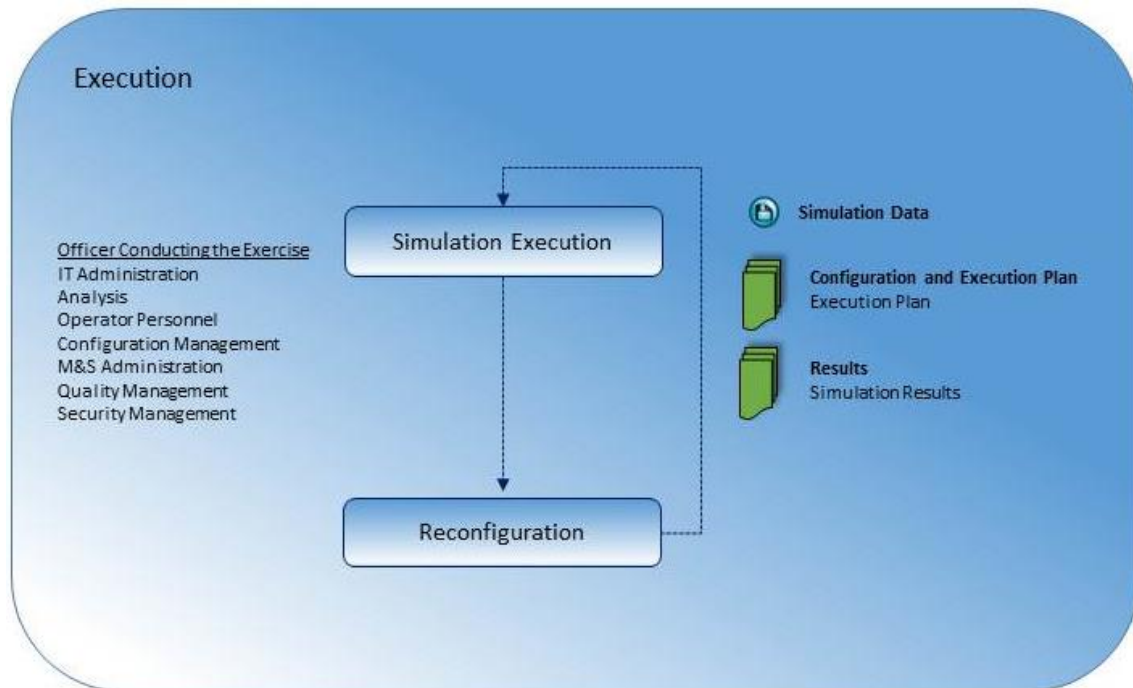 Execution
Simulation Execution
Officer Conducting the Exercise
IT Administration
Analysis
Operator Personnel
Configuration Management
M&S Administration
Quality Management
Security Management
Simulation Data
Configuration and Execution Plan
Execution Plan
Results
Simulation Results
Reconfiguration